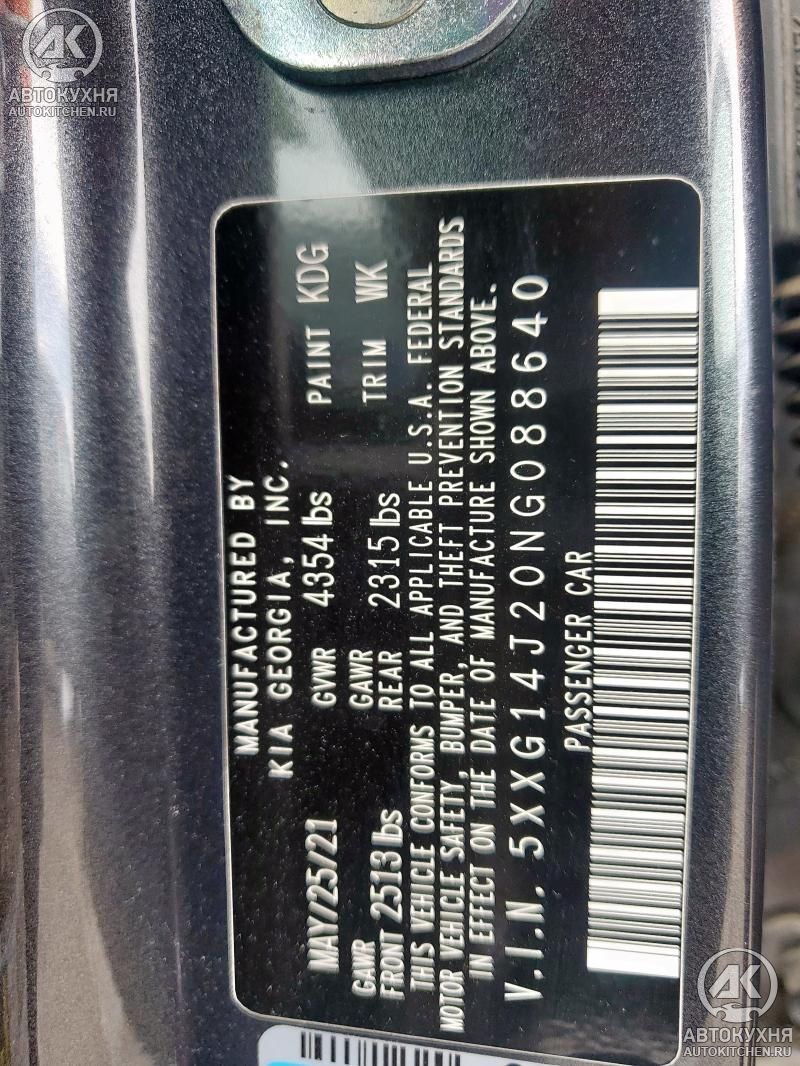 AK
АВТОКУХНЯ
AUTOKITCHEN.RU
MANUFACTURED BY
KIA GEORGIA, INC.
MAY/25/21 GVWR 4354 lbs PAINT KDG
GAWR FRONT 2513 lbs GAWR REAR 2315 lbs TRIM WK
THIS VEHICLE CONFORMS TO ALL APPLICABLE U.S.A. FEDERAL
MOTOR VEHICLE SAFETY, BUMPER, AND THEFT PREVENTION STANDARDS
IN EFFECT ON THE DATE OF MANUFACTURE SHOWN ABOVE.
V.I.N. 5XXG14J20NG088640
PASSENGER CAR
AK
АВТОКУХНЯ
AUTOKITCHEN.RU